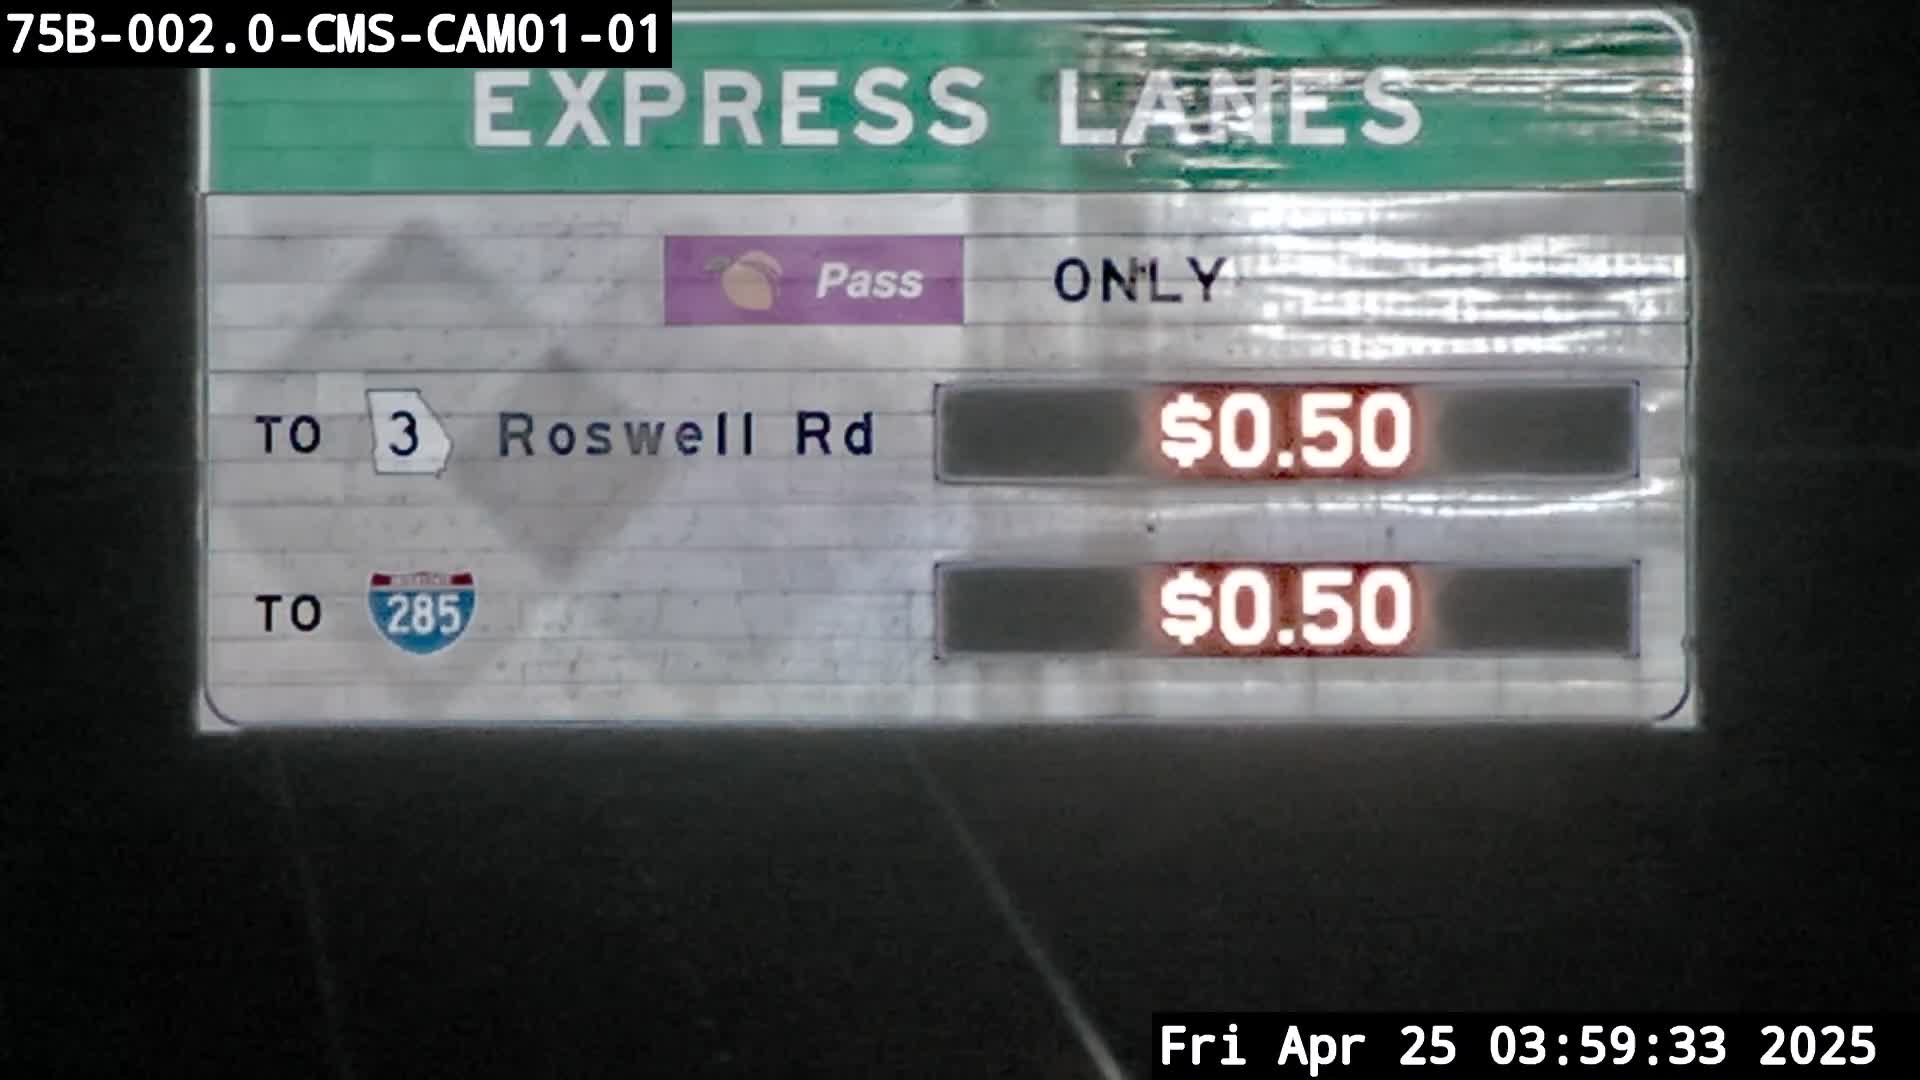 75B-002.0-CMS-CAM01-01
EXPRESS LANES
Pass ONLY
TO 3 Roswell Rd $0.50
TO 285 $0.50
Fri Apr 25 03:59:33 2025